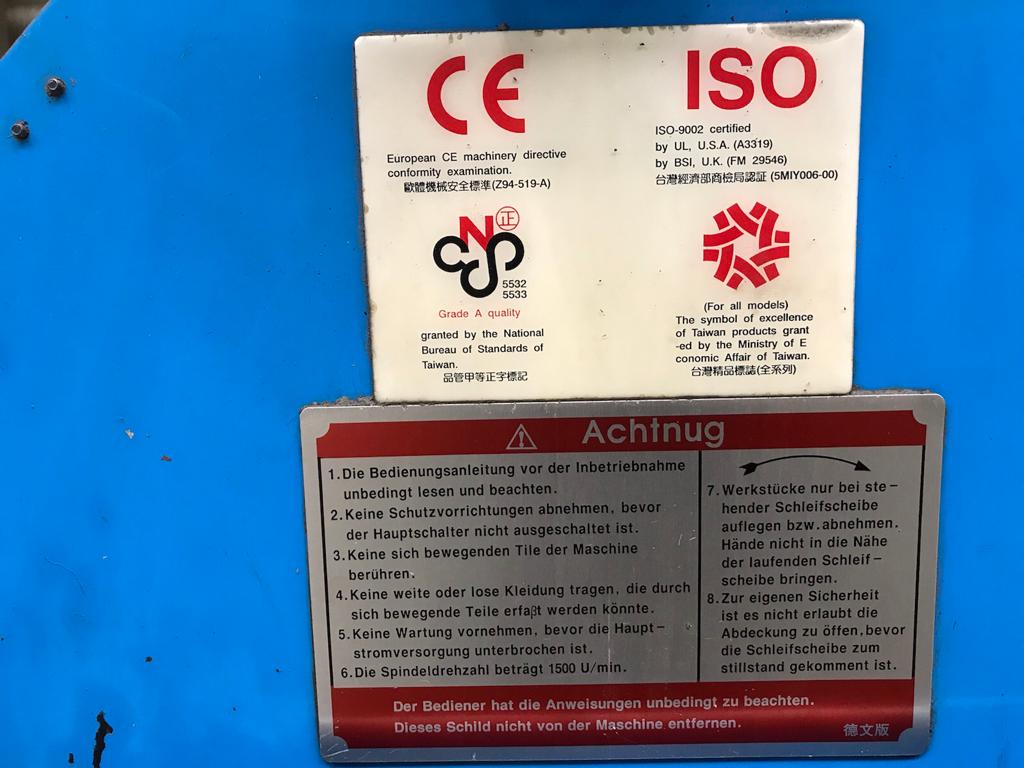 CE
European CE machinery directive
conformity examination.
歐體機械安全標準(Z94-519-A)
ISO
ISO-9002 certified
by UL, U.S.A. (A3319)
by BSI, U.K. (FM 29546)
台灣經濟部商檢局認証 (5MIY006-00)
CNS 正
5532
5533
Grade A quality
granted by the National
Bureau of Standards of
Taiwan.
品管甲等正字標記
(For all models)
The symbol of excellence
of Taiwan products grant
-ed by the Ministry of E
conomic Affair of Taiwan.
台灣精品標誌(全系列)
Achtnug
1.Die Bedienungsanleitung vor der Inbetriebnahme
unbedingt lesen und beachten.
2.Keine Schutzvorrichtungen abnehmen, bevor
der Hauptschalter nicht ausgeschaltet ist.
3.Keine sich bewegenden Tile der Maschine
berühren.
4.Keine weite oder lose Kleidung tragen, die durch
sich bewegende Teile erfaßt werden könnte.
5.Keine Wartung vornehmen, bevor die Haupt-
stromversorgung unterbrochen ist.
6.Die Spindeldrehzahl beträgt 1500 U/min.
7.Werkstücke nur bei ste-
hender Schleifscheibe
auflegen bzw.abnehmen.
Hände nicht in die Nähe
der laufenden Schleif-
scheibe bringen.
8.Zur eigenen Sicherheit
ist es nicht erlaubt die
Abdeckung zu öffen,bevor
die Schleifscheibe zum
stillstand gekomment ist.
Der Bediener hat die Anweisungen unbedingt zu beachten.
Dieses Schild nicht von der Maschine entfernen.
德文版